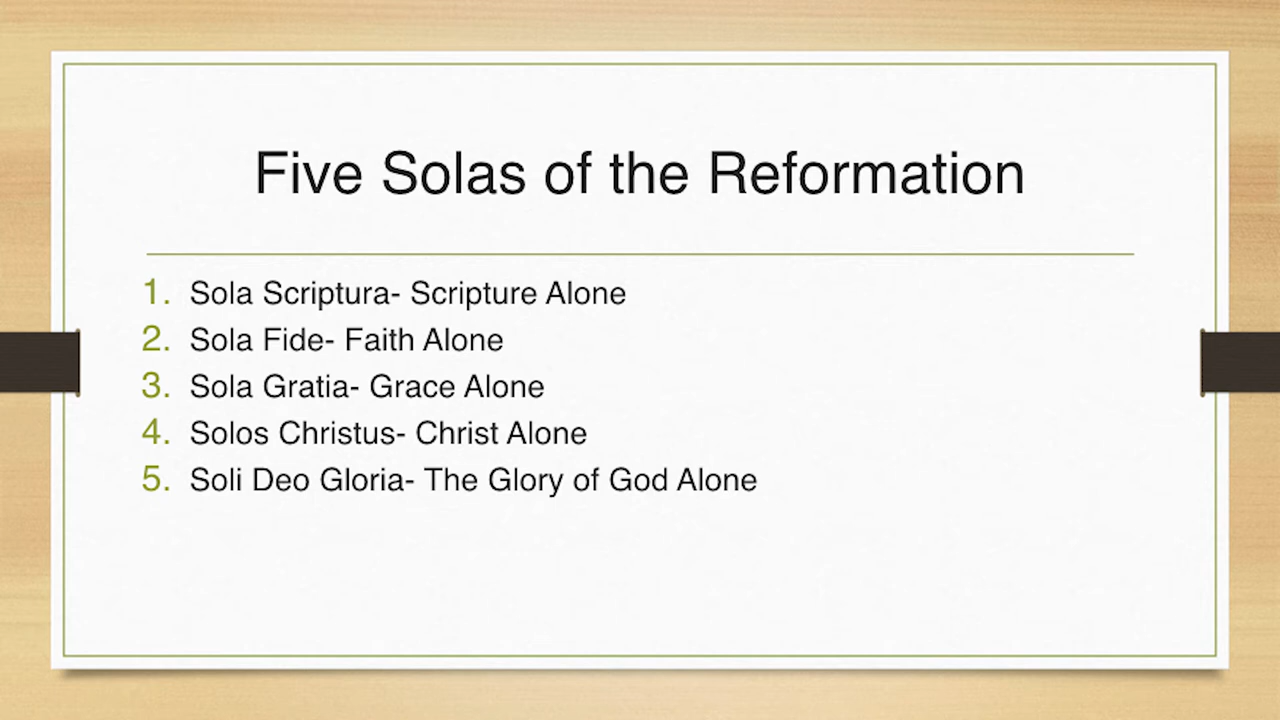 Five Solas of the Reformation
1. Sola Scriptura- Scripture Alone
2. Sola Fide- Faith Alone
3. Sola Gratia- Grace Alone
4. Solos Christus- Christ Alone
5. Soli Deo Gloria- The Glory of God Alone